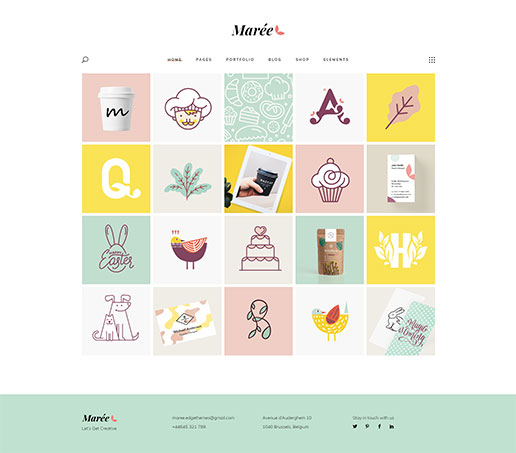 Marée
HOME PAGES PORTFOLIO BLOG SHOP ELEMENTS
m
A
Q
Happy
Easter
H
Marée
Let's Get Creative
maree.edgethemes@gmail.com
+44645 321 789
Avenue d'Auderghem 10
1040 Brussels, Belgium
Stay in touch with us